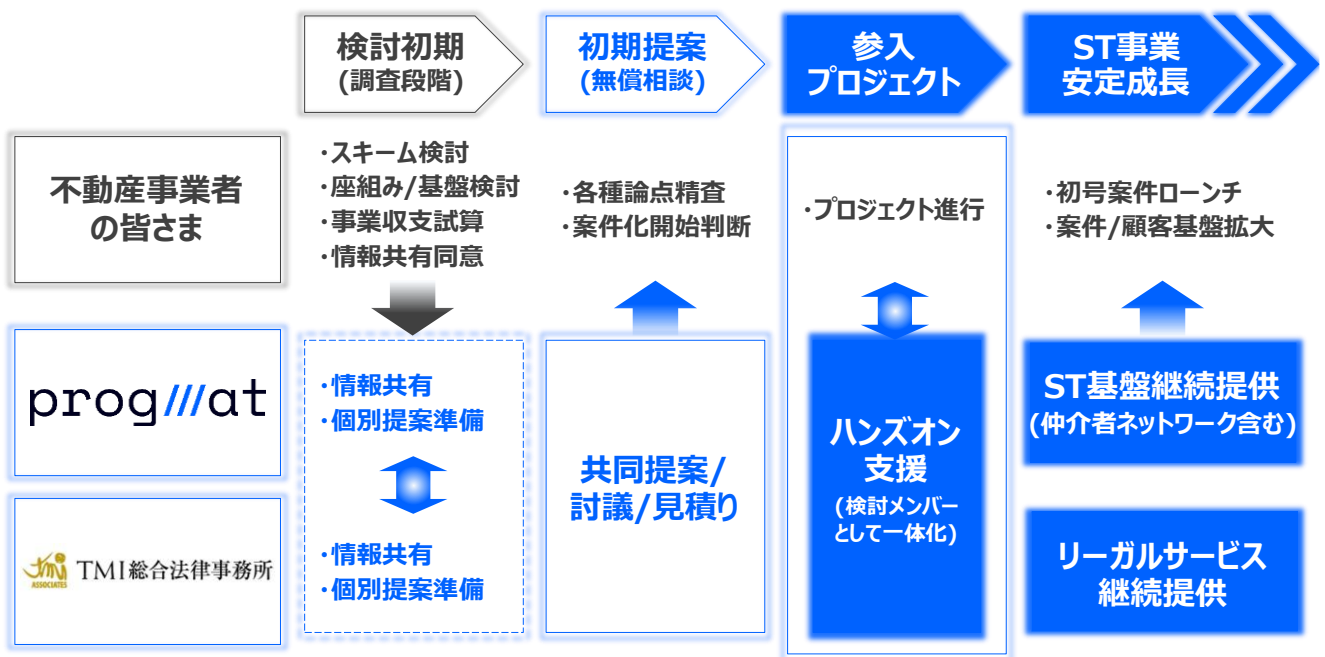 検討初期
(調査段階)
初期提案
(無償相談)
参入
プロジェクト
ST事業
安定成長
不動産事業者
の皆さま
・スキーム検討
・座組み/基盤検討
・事業収支試算
・情報共有同意
・各種論点精査
・案件化開始判断
・プロジェクト進行
・初号案件ローンチ
・案件/顧客基盤拡大
progmat
・情報共有
・個別提案準備
共同提案/
討議/見積り
ハンズオン
支援
(検討メンバー
として一体化)
ST基盤継続提供
(仲介者ネットワーク含む)
TMI
ASSOCIATES
TMI総合法律事務所
・情報共有
・個別提案準備
リーガルサービス
継続提供